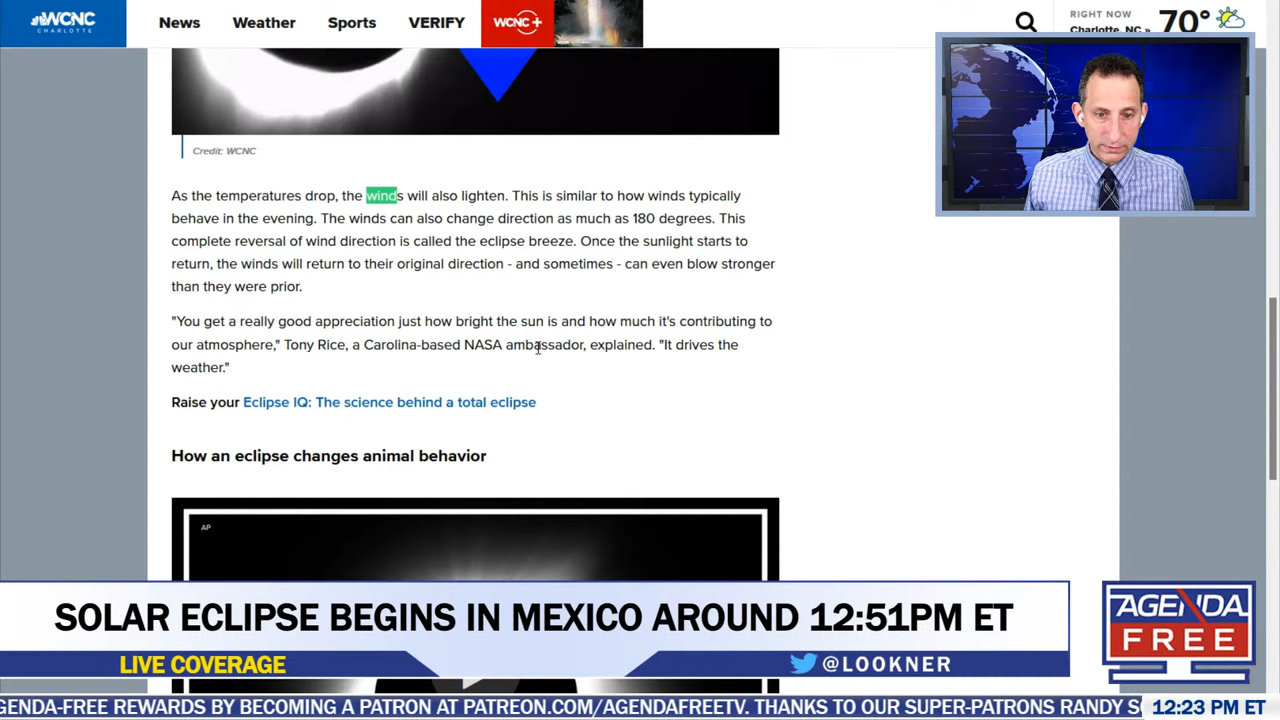 WCNC
CHARLOTTE
News
Weather
Sports
VERIFY
WCNC+
RIGHT NOW
Charlotte, NC »
70°
Credit: WCNC
As the temperatures drop, the winds will also lighten. This is similar to how winds typically
behave in the evening. The winds can also change direction as much as 180 degrees. This
complete reversal of wind direction is called the eclipse breeze. Once the sunlight starts to
return, the winds will return to their original direction - and sometimes - can even blow stronger
than they were prior.
"You get a really good appreciation just how bright the sun is and how much it's contributing to
our atmosphere," Tony Rice, a Carolina-based NASA ambassador, explained. "It drives the
weather."
Raise your Eclipse IQ: The science behind a total eclipse
How an eclipse changes animal behavior
AP
SOLAR ECLIPSE BEGINS IN MEXICO AROUND 12:51PM ET
LIVE COVERAGE
@LOOKNER
AGENDA
FREE
GENDA-FREE REWARDS BY BECOMING A PATRON AT PATREON.COM/AGENDAFREETV. THANKS TO OUR SUPER-PATRONS RANDY S
12:23 PM ET